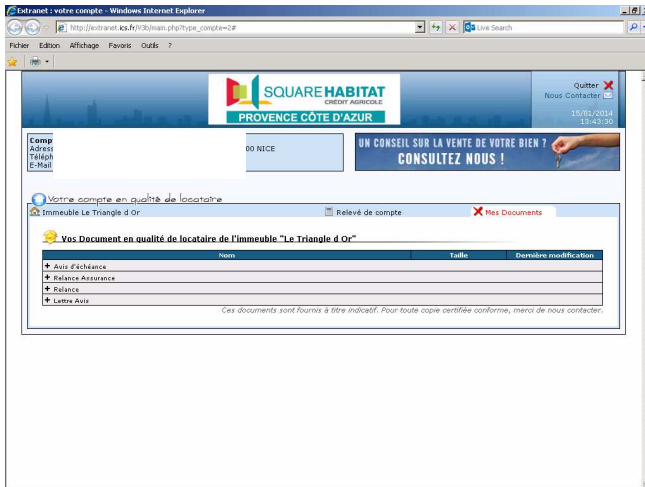 Extranet : votre compte - Windows Internet Explorer
http://extranet.ics.fr/V3b/main.php?type_compte=2#
Live Search
Fichier Edition Affichage Favoris Outils ?
SQUARE HABITAT
CRÉDIT AGRICOLE
PROVENCE CÔTE D'AZUR
Quitter
Nous Contacter
15/01/2014
13:43:30
Comp
Adress
00 NICE
Téléph
E-Mail
UN CONSEIL SUR LA VENTE DE VOTRE BIEN ?
CONSULTEZ NOUS !
Votre compte en qualité de locataire
Immeuble Le Triangle d Or Relevé de compte Mes Documents
Vos Document en qualité de locataire de l'immeuble "Le Triangle d Or"
Nom Taille Dernière modification
+ Avis d'échéance
+ Relance Assurance
+ Relance
+ Lettre Avis
Ces documents sont fournis à titre indicatif. Pour toute copie certifiée conforme, merci de nous contacter.